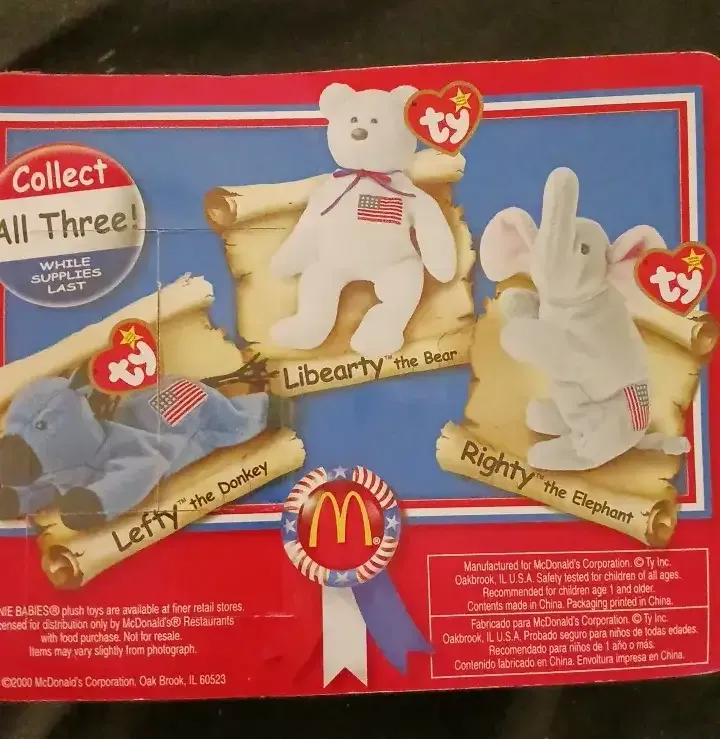 Collect
All Three!
WHILE
SUPPLIES
LAST
ty
ty
ty
Libearty™ the Bear
Righty™ the Elephant
Lefty™ the Donkey
M®
NIE BABIES® plush toys are available at finer retail stores.
ensed for distribution only by McDonald's® Restaurants
with food purchase. Not for resale.
Items may vary slightly from photograph.
©2000 McDonald's Corporation, Oak Brook, IL 60523
Manufactured for McDonald's Corporation. © Ty Inc.
Oakbrook, IL U.S.A. Safety tested for children of all ages.
Recommended for children age 1 and older.
Contents made in China. Packaging printed in China.
Fabricado para McDonald's Corporation. © Ty Inc.
Oakbrook, IL U.S.A. Probado seguro para niños de todas edades.
Recomendado para niños de 1 año o más.
Contenido fabricado en China. Envoltura impresa en China.